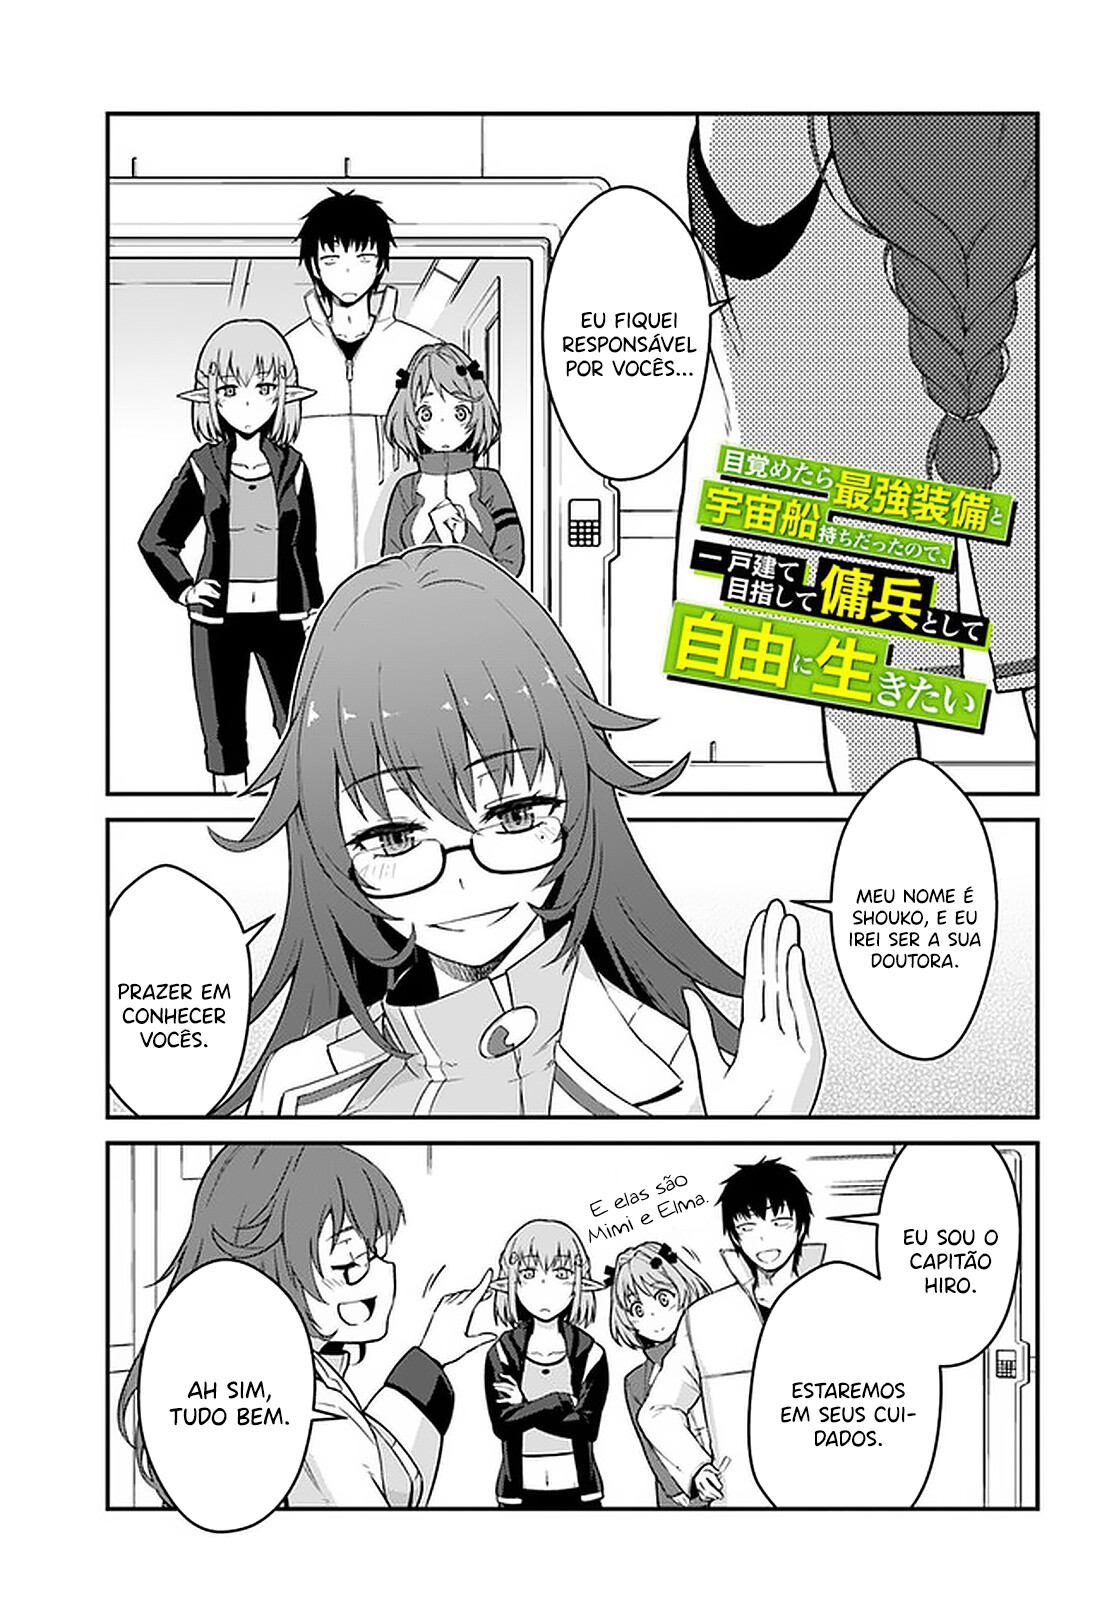 EU FIQUEI
RESPONSÁVEL
POR VOCÊS...
目覚めたら最強装備と
宇宙船持ちだったので、
一戸建て
目指して傭兵として
自由に生きたい
MEU NOME É
SHOUKO, E EU
IREI SER A SUA
DOUTORA.
PRAZER EM
CONHECER
VOCÊS.
EU SOU O
CAPITÃO
HIRO.
E elas são
Mimi e Elma.
ESTAREMOS
EM SEUS CUI-
DADOS.
AH SIM,
TUDO BEM.